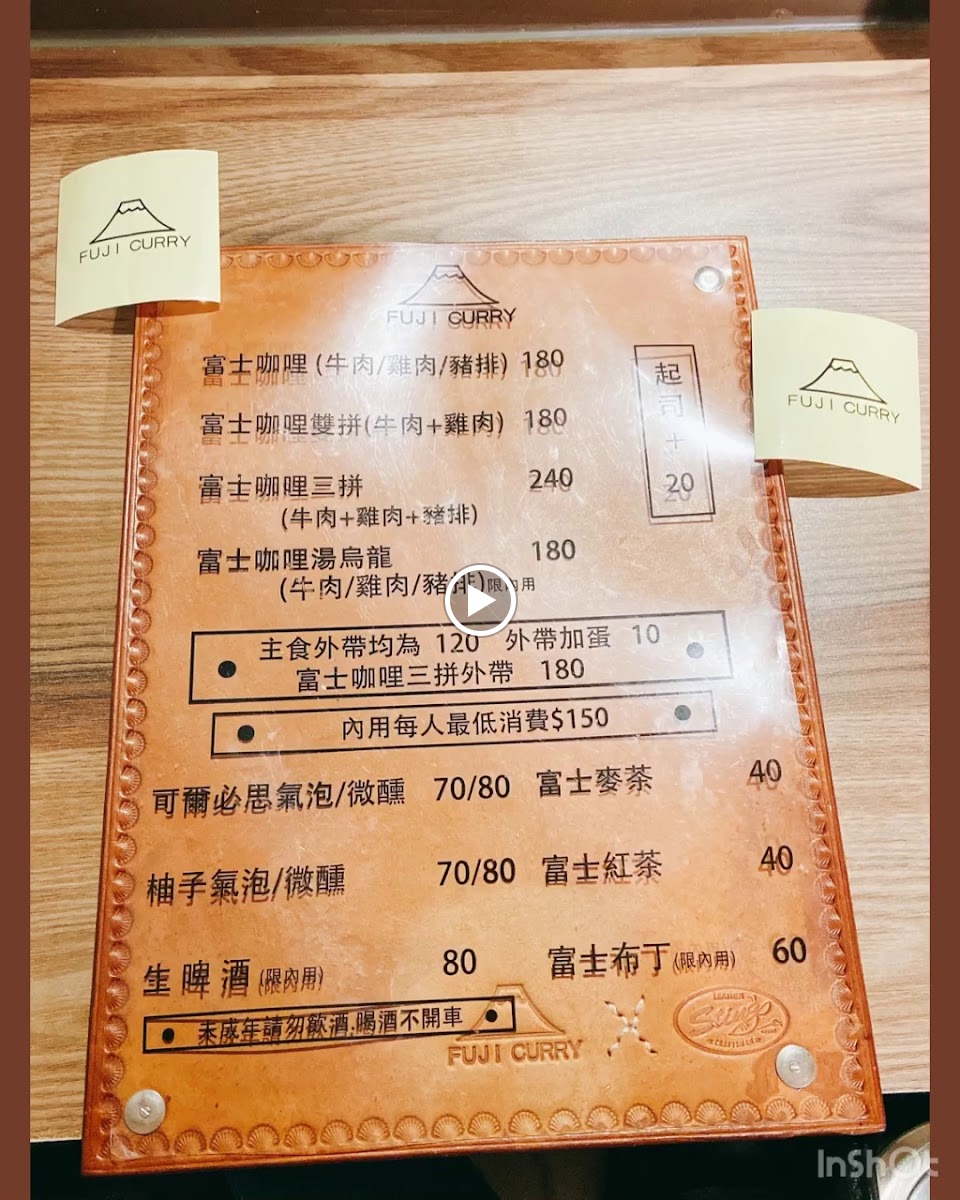 FUJI CURRY
FUJI CURRY
富士咖哩 (牛肉/雞肉/豬排) 180
富士咖哩雙拼(牛肉+雞肉) 180
富士咖哩三拼 240
(牛肉+雞肉+豬排)
富士咖哩湯烏龍 180
(牛肉/雞肉/豬排)限內用
起司+20
FUJI CURRY
主食外帶均為 120 外帶加蛋 10
富士咖哩三拼外帶 180
內用每人最低消費$150
可爾必思氣泡/微醺 70/80 富士麥茶 40
柚子氣泡/微醺 70/80 富士紅茶 40
生啤酒(限內用) 80 富士布丁(限內用) 60
未成年請勿飲酒.喝酒不開車
FUJI CURRY
InShOt